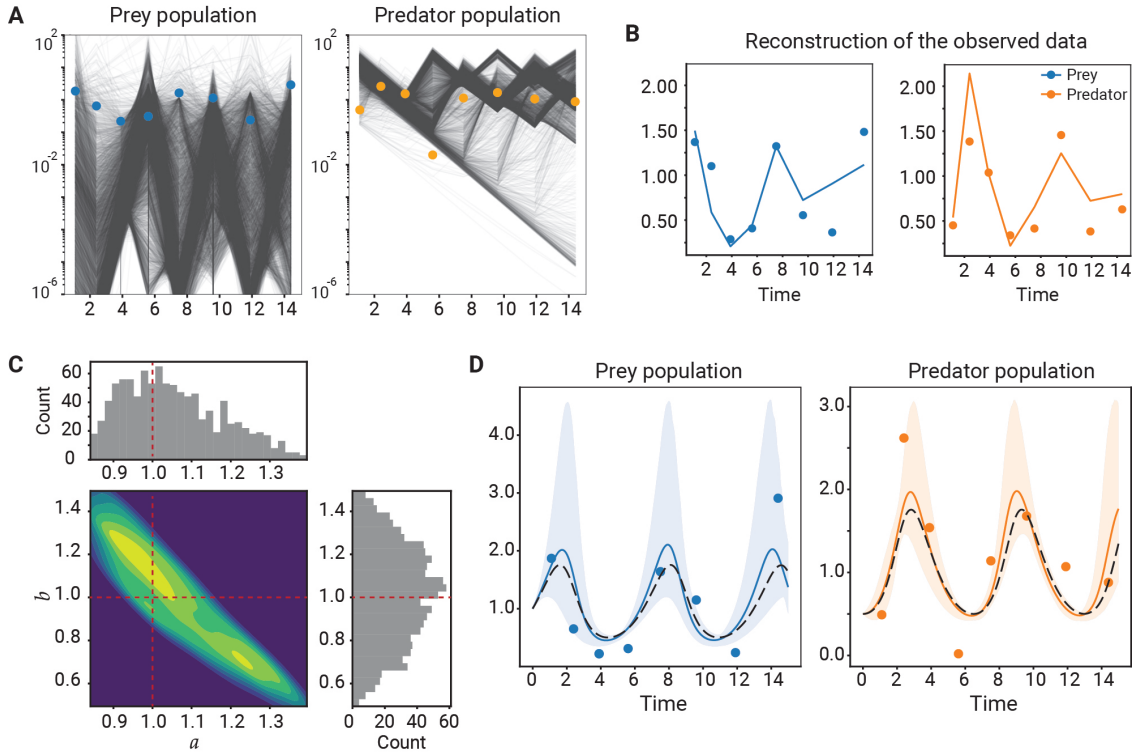 A
Prey population
Predator population
10²
10⁻²
10⁻⁶
2 4 6 8 10 12 14
10²
10⁻²
10⁻⁶
2 4 6 8 10 12 14
B
Reconstruction of the observed data
2.00
1.50
1.00
0.50
2 4 6 8 10 12 14
Time
Prey
Predator
2.00
1.50
1.00
0.50
2 4 6 8 10 12 14
Time
C
Count
60
40
20
0
0.9 1.0 1.1 1.2 1.3
b
1.4
1.2
1.0
0.8
0.6
0.9 1.0 1.1 1.2 1.3
a
1.4
1.2
1.0
0.8
0.6
0 20 40 60
Count
D
Prey population
Predator population
4.0
3.0
2.0
1.0
0 2 4 6 8 10 12 14
Time
3.0
2.0
1.0
0.0
0 2 4 6 8 10 12 14
Time